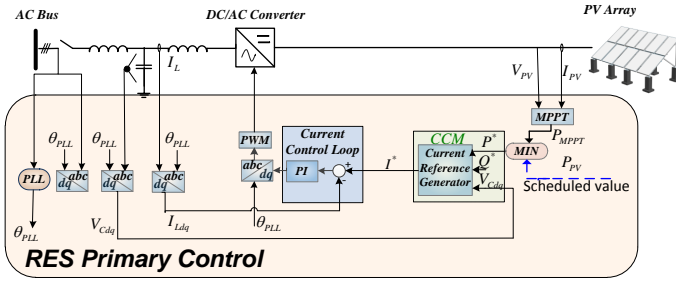 AC Bus
DC/AC Converter
PV Array
I_L
V_PV
I_PV
MPPT
P_MPPT
MIN
P_PV
Scheduled value
CCM
P*
Q*
V_Cdq
Current
Reference
Generator
I*
Current
Control Loop
PI
+
-
PWM
abc
dq
θ_PLL
θ_PLL
θ_PLL
θ_PLL
PLL
abc
dq
abc
dq
abc
dq
θ_PLL
V_Cdq
I_Ldq
RES Primary Control